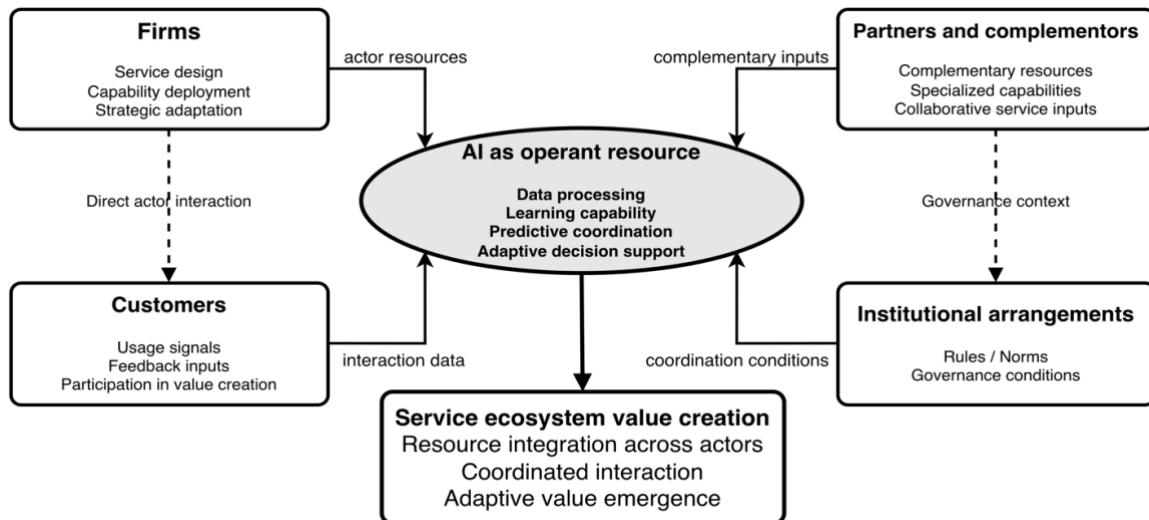 Firms
Service design
Capability deployment
Strategic adaptation
actor resources
complementary inputs
Partners and complementors
Complementary resources
Specialized capabilities
Collaborative service inputs
AI as operant resource
Data processing
Learning capability
Predictive coordination
Adaptive decision support
Direct actor interaction
Governance context
Customers
Usage signals
Feedback inputs
Participation in value creation
interaction data
coordination conditions
Institutional arrangements
Rules / Norms
Governance conditions
Service ecosystem value creation
Resource integration across actors
Coordinated interaction
Adaptive value emergence